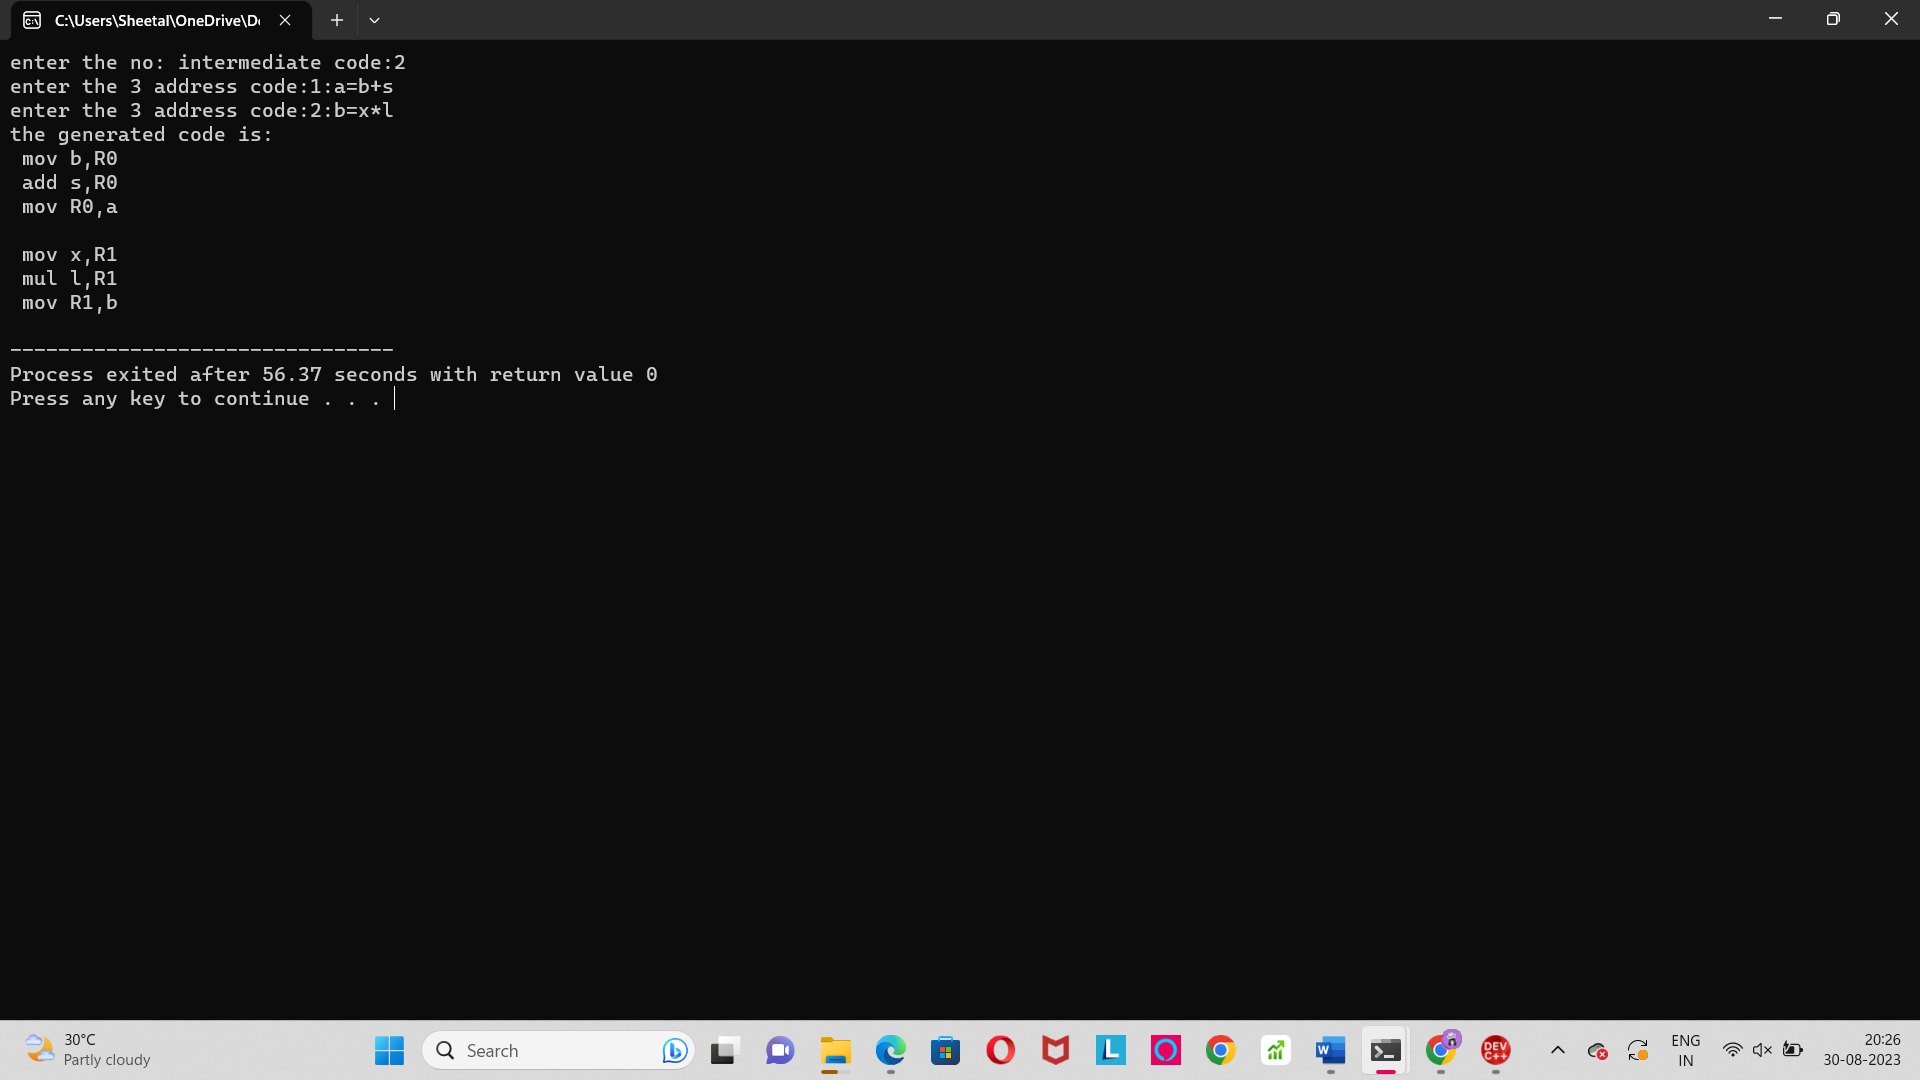 C:\Users\Sheetal\OneDrive\De
enter the no: intermediate code:2
enter the 3 address code:1:a=b+s
enter the 3 address code:2:b=x*l
the generated code is:
mov b,R0
add s,R0
mov R0,a
mov x,R1
mul l,R1
mov R1,b
--------------------------------
Process exited after 56.37 seconds with return value 0
Press any key to continue . . .
30°C
Partly cloudy
Search
DEV
C++
ENG
IN
20:26
30-08-2023